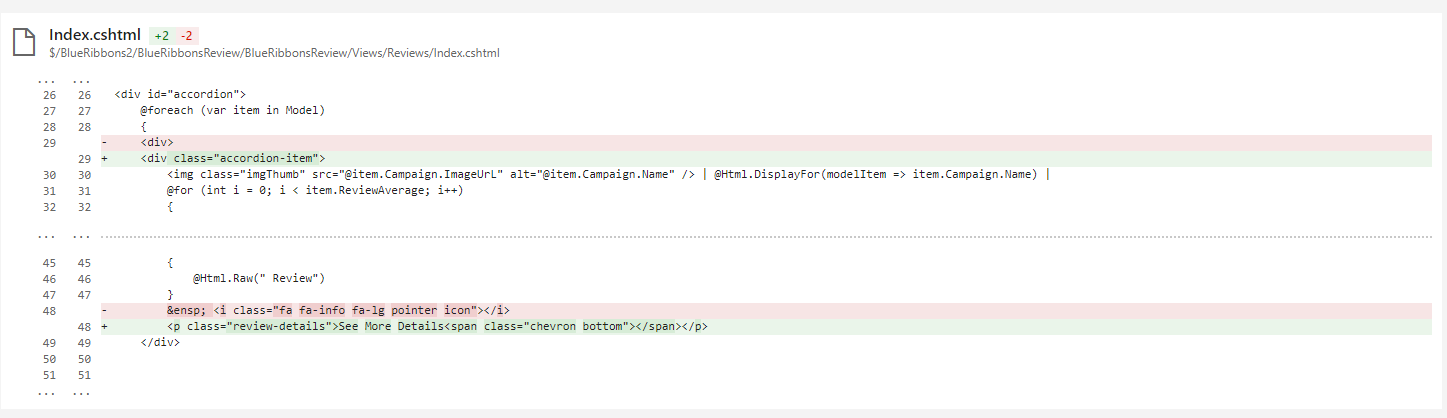 Index.cshtml +2 -2
$/BlueRibbons2/BlueRibbonsReview/BlueRibbonsReview/Views/Reviews/Index.cshtml
... ...
26 26 <div id="accordion">
27 27 @foreach (var item in Model)
28 28 {
29 - <div>
29 + <div class="accordion-item">
30 30 <img class="imgThumb" src="@item.Campaign.ImageUrL" alt="@item.Campaign.Name" /> | @Html.DisplayFor(modelItem => item.Campaign.Name) |
31 31 @for (int i = 0; i < item.ReviewAverage; i++)
32 32 {
... ...
45 45 {
46 46 @Html.Raw(" Review")
47 47 }
48 - &ensp; <i class="fa fa-info fa-lg pointer icon"></i>
48 + <p class="review-details">See More Details<span class="chevron bottom"></span></p>
49 49 </div>
50 50
51 51
... ...